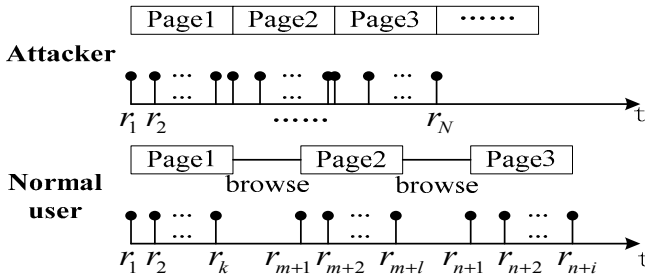 Page1 Page2 Page3 ······
Attacker
··· ··· ···
··· ··· ···
r1 r2 ······ rN t
Page1 Page2 Page3
browse browse
Normal
user
··· ··· ···
··· ··· ···
r1 r2 rk rm+1 rm+2 rm+l rn+1 rn+2 rn+i t